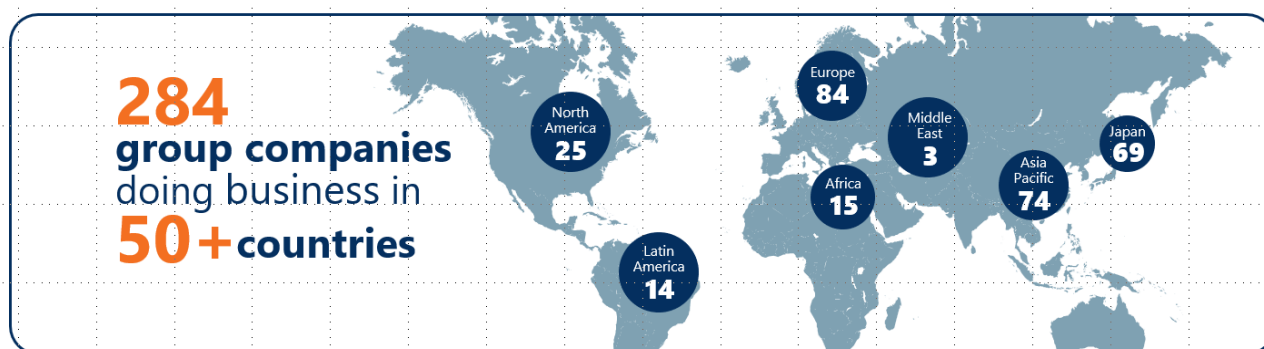 284
group companies
doing business in
50+countries
North
America
25
Latin
America
14
Europe
84
Africa
15
Middle
East
3
Asia
Pacific
74
Japan
69